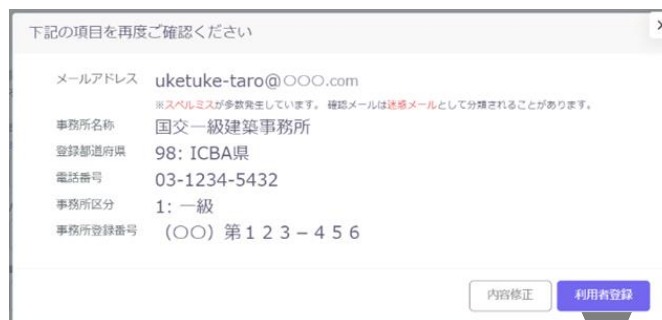 下記の項目を再度ご確認ください
メールアドレス uketuke-taro@○○○.com
※スペルミスが多数発生しています。 確認メールは迷惑メールとして分類されることがあります。
事務所名称 国交一級建築事務所
登録都道府県 98: ICBA県
電話番号 03-1234-5432
事務所区分 1: 一級
事務所登録番号 (○○)第123-456
内容修正 利用者登録